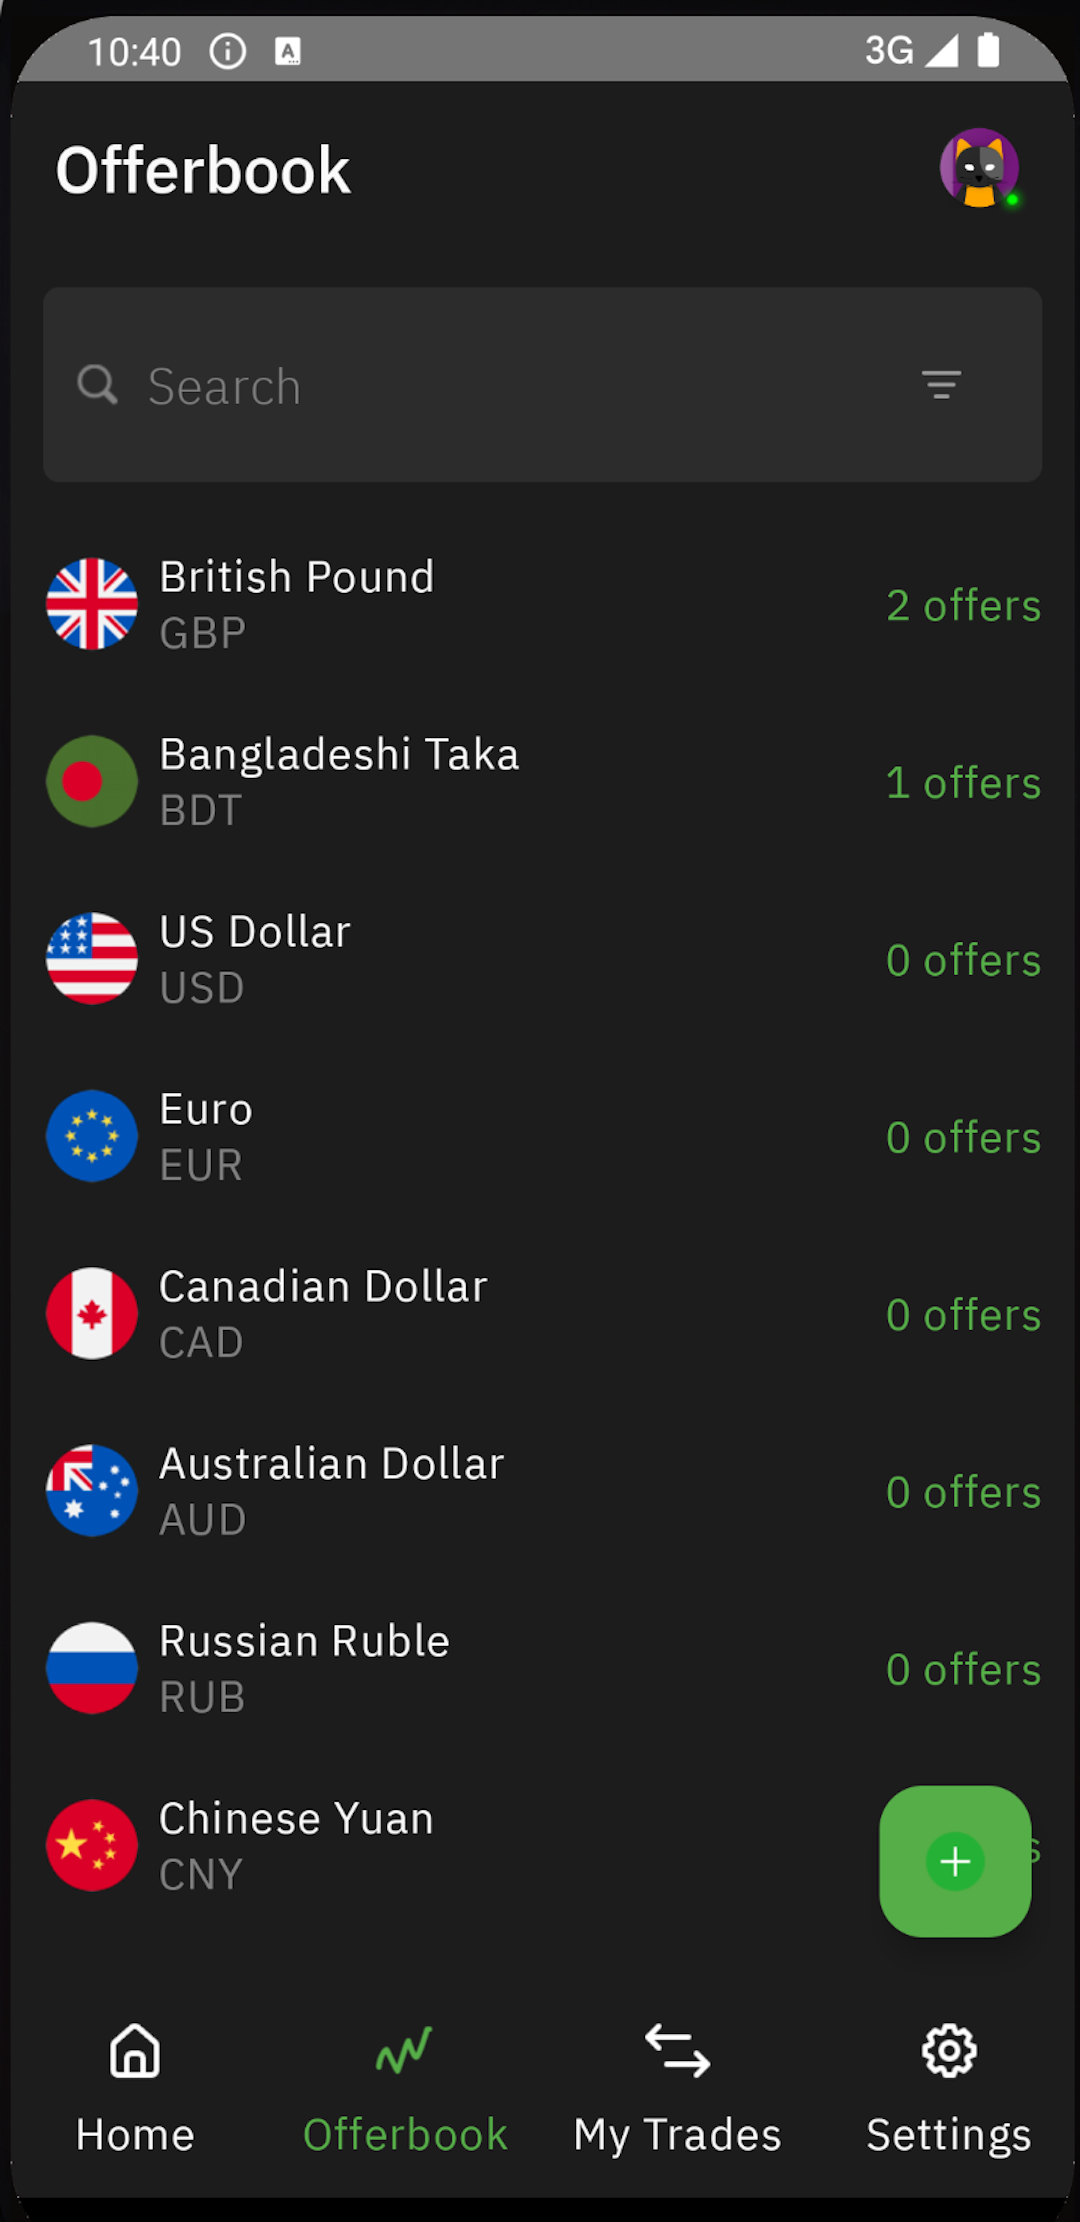 10:40
3G
Offerbook
Search
British Pound
GBP
2 offers
Bangladeshi Taka
BDT
1 offers
US Dollar
USD
0 offers
Euro
EUR
0 offers
Canadian Dollar
CAD
0 offers
Australian Dollar
AUD
0 offers
Russian Ruble
RUB
0 offers
Chinese Yuan
CNY
Home
Offerbook
My Trades
Settings